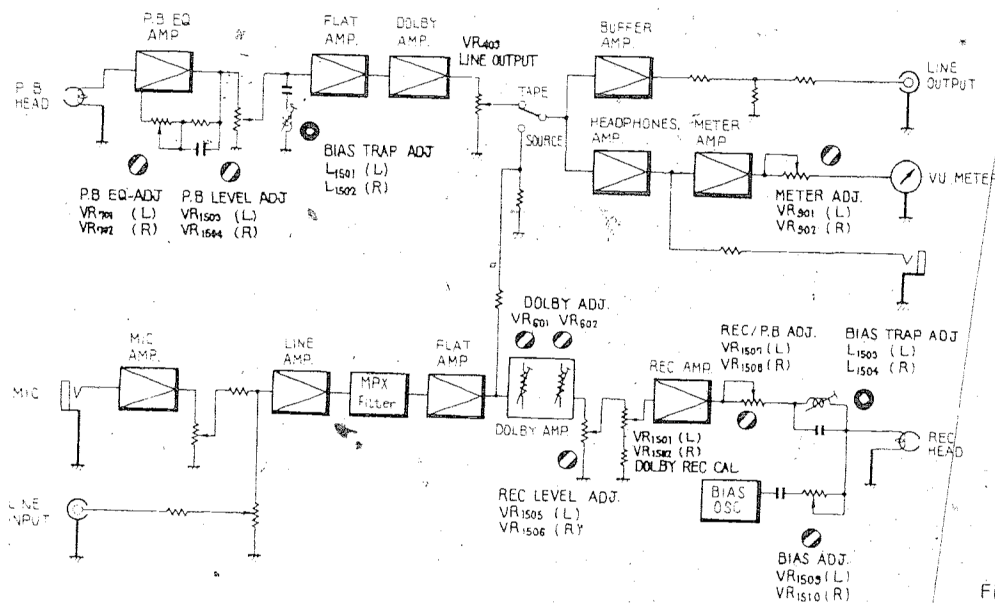 P.B EQ
AMP.
FLAT
AMP.
DOLBY
AMP.
VR403
LINE OUTPUT
BUFFER
AMP.
LINE
OUTPUT
P.B
HEAD
TAPE
SOURCE
HEADPHONES.
AMP.
METER
AMP.
BIAS TRAP ADJ
L1501 (L)
L1502 (R)
P.B EQ-ADJ
VR701 (L)
VR702 (R)
P.B LEVEL ADJ
VR1503 (L)
VR1504 (R)
METER ADJ.
VR901 (L)
VR902 (R)
VU METER
DOLBY ADJ.
VR601 VR602
MIC
AMP.
LINE
AMP.
MPX
Filter
FLAT
AMP.
DOLBY AMP.
REC AMP.
REC/P.B ADJ.
VR1507 (L)
VR1508 (R)
BIAS TRAP ADJ
L1503 (L)
L1504 (R)
MIC
VR1501 (L)
VR1502 (R)
DOLBY REC CAL
REC
HEAD
LINE
INPUT
REC LEVEL ADJ.
VR1505 (L)
VR1506 (R)
BIAS
OSC
BIAS ADJ.
VR1509 (L)
VR1510 (R)